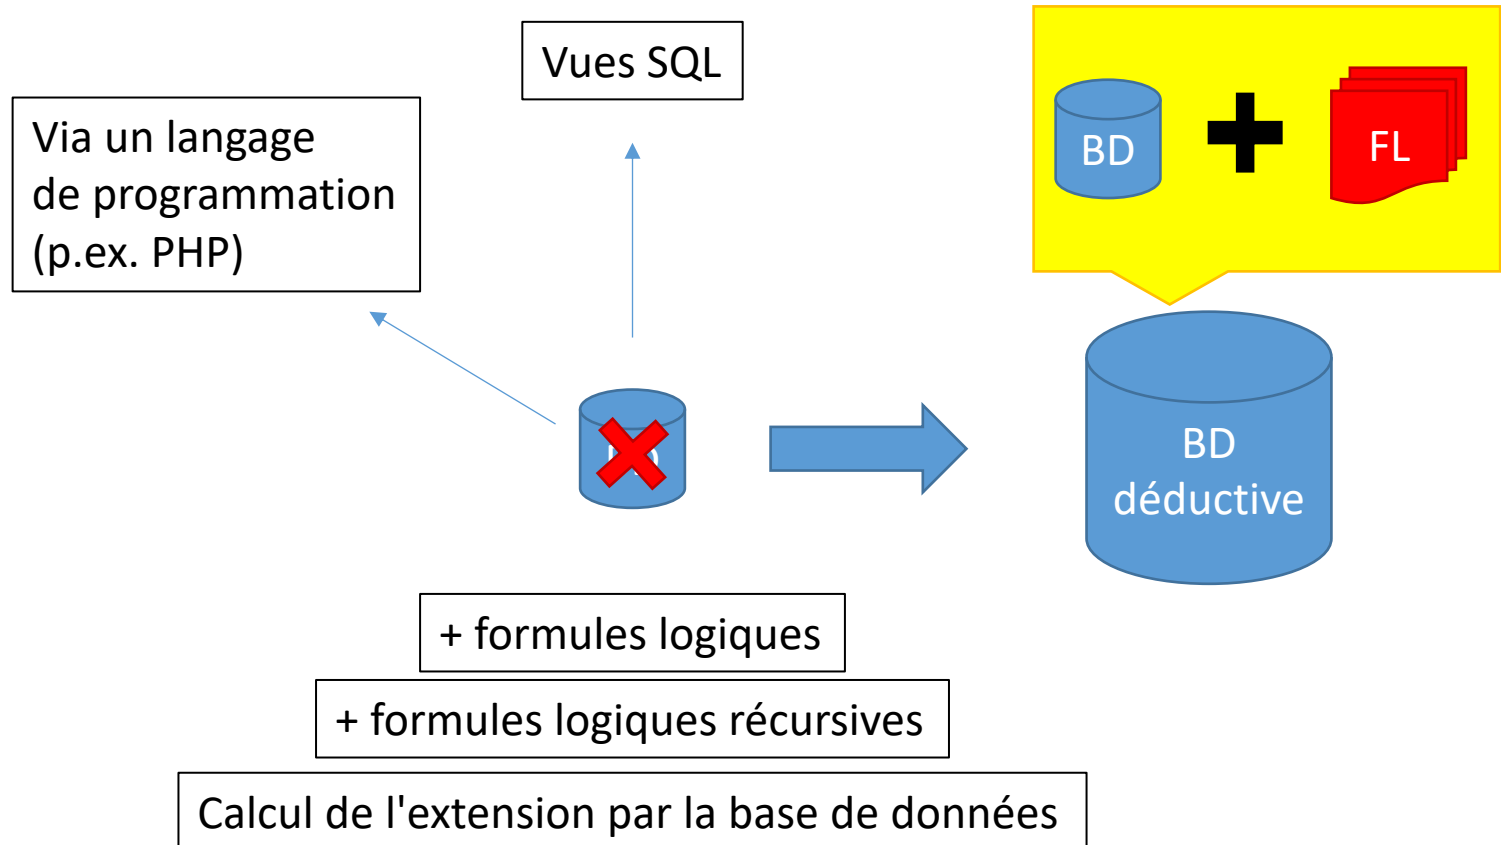 Vues SQL
Via un langage
de programmation
(p.ex. PHP)
BD
FL
BD
déductive
+ formules logiques
+ formules logiques récursives
Calcul de l'extension par la base de données